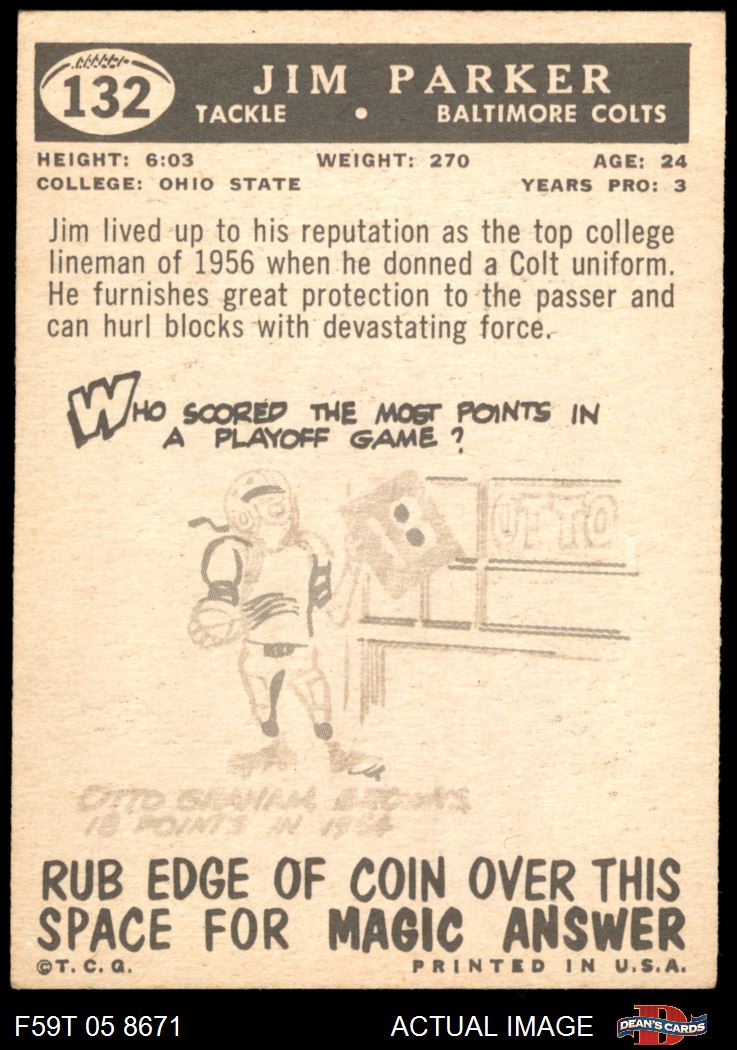 132
JIM PARKER
TACKLE • BALTIMORE COLTS
HEIGHT: 6:03 WEIGHT: 270 AGE: 24
COLLEGE: OHIO STATE YEARS PRO: 3
Jim lived up to his reputation as the top college
lineman of 1956 when he donned a Colt uniform.
He furnishes great protection to the passer and
can hurl blocks with devastating force.
WHO SCORED THE MOST POINTS IN
A PLAYOFF GAME?
18
OTTO
OTTO GRAHAM BROWNS
18 POINTS IN 1954
RUB EDGE OF COIN OVER THIS
SPACE FOR MAGIC ANSWER
©T.C.G. PRINTED IN U.S.A.
F59T 05 8671 ACTUAL IMAGE D DEAN'S CARDS